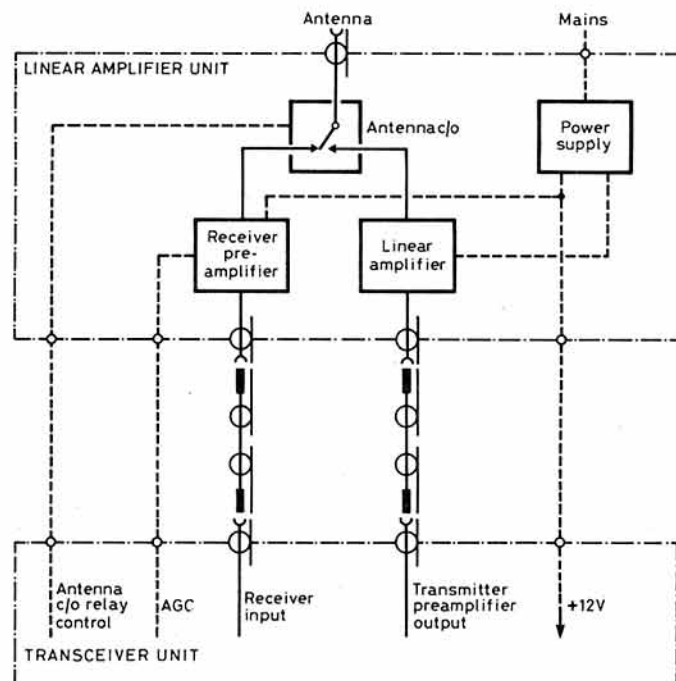 Antenna
Mains
LINEAR AMPLIFIER UNIT
Antenna c/o
Power
supply
Receiver
pre-
amplifier
Linear
amplifier
Antenna
c/o relay
control
AGC
Receiver
input
Transmitter
preamplifier
output
+12V
TRANSCEIVER UNIT